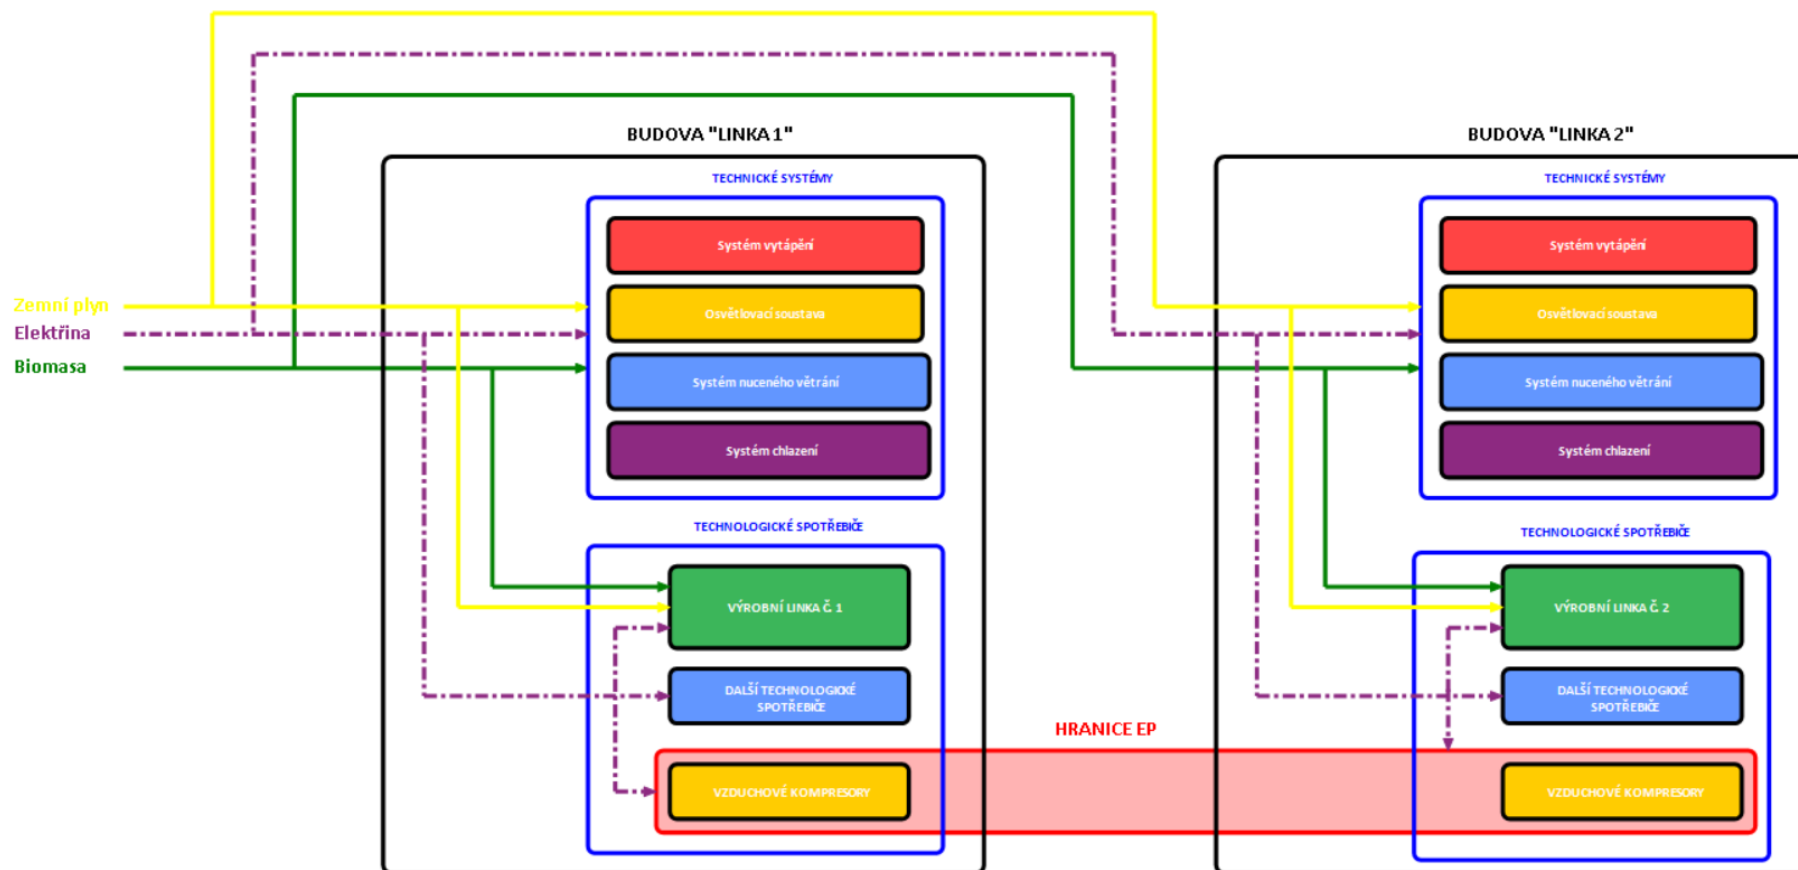 BUDOVA "LINKA 1"
BUDOVA "LINKA 2"
TECHNICKÉ SYSTÉMY
TECHNICKÉ SYSTÉMY
Systém vytápění
Systém vytápění
Zemní plyn
Osvětlovací soustava
Osvětlovací soustava
Elektřina
Biomasa
Systém nuceného větrání
Systém nuceného větrání
Systém chlazení
Systém chlazení
TECHNOLOGICKÉ SPOTŘEBIČE
TECHNOLOGICKÉ SPOTŘEBIČE
VÝROBNÍ LINKA Č. 1
VÝROBNÍ LINKA Č. 2
DALŠÍ TECHNOLOGICKÉ
SPOTŘEBIČE
DALŠÍ TECHNOLOGICKÉ
SPOTŘEBIČE
HRANICE EP
VZDUCHOVÉ KOMPRESORY
VZDUCHOVÉ KOMPRESORY